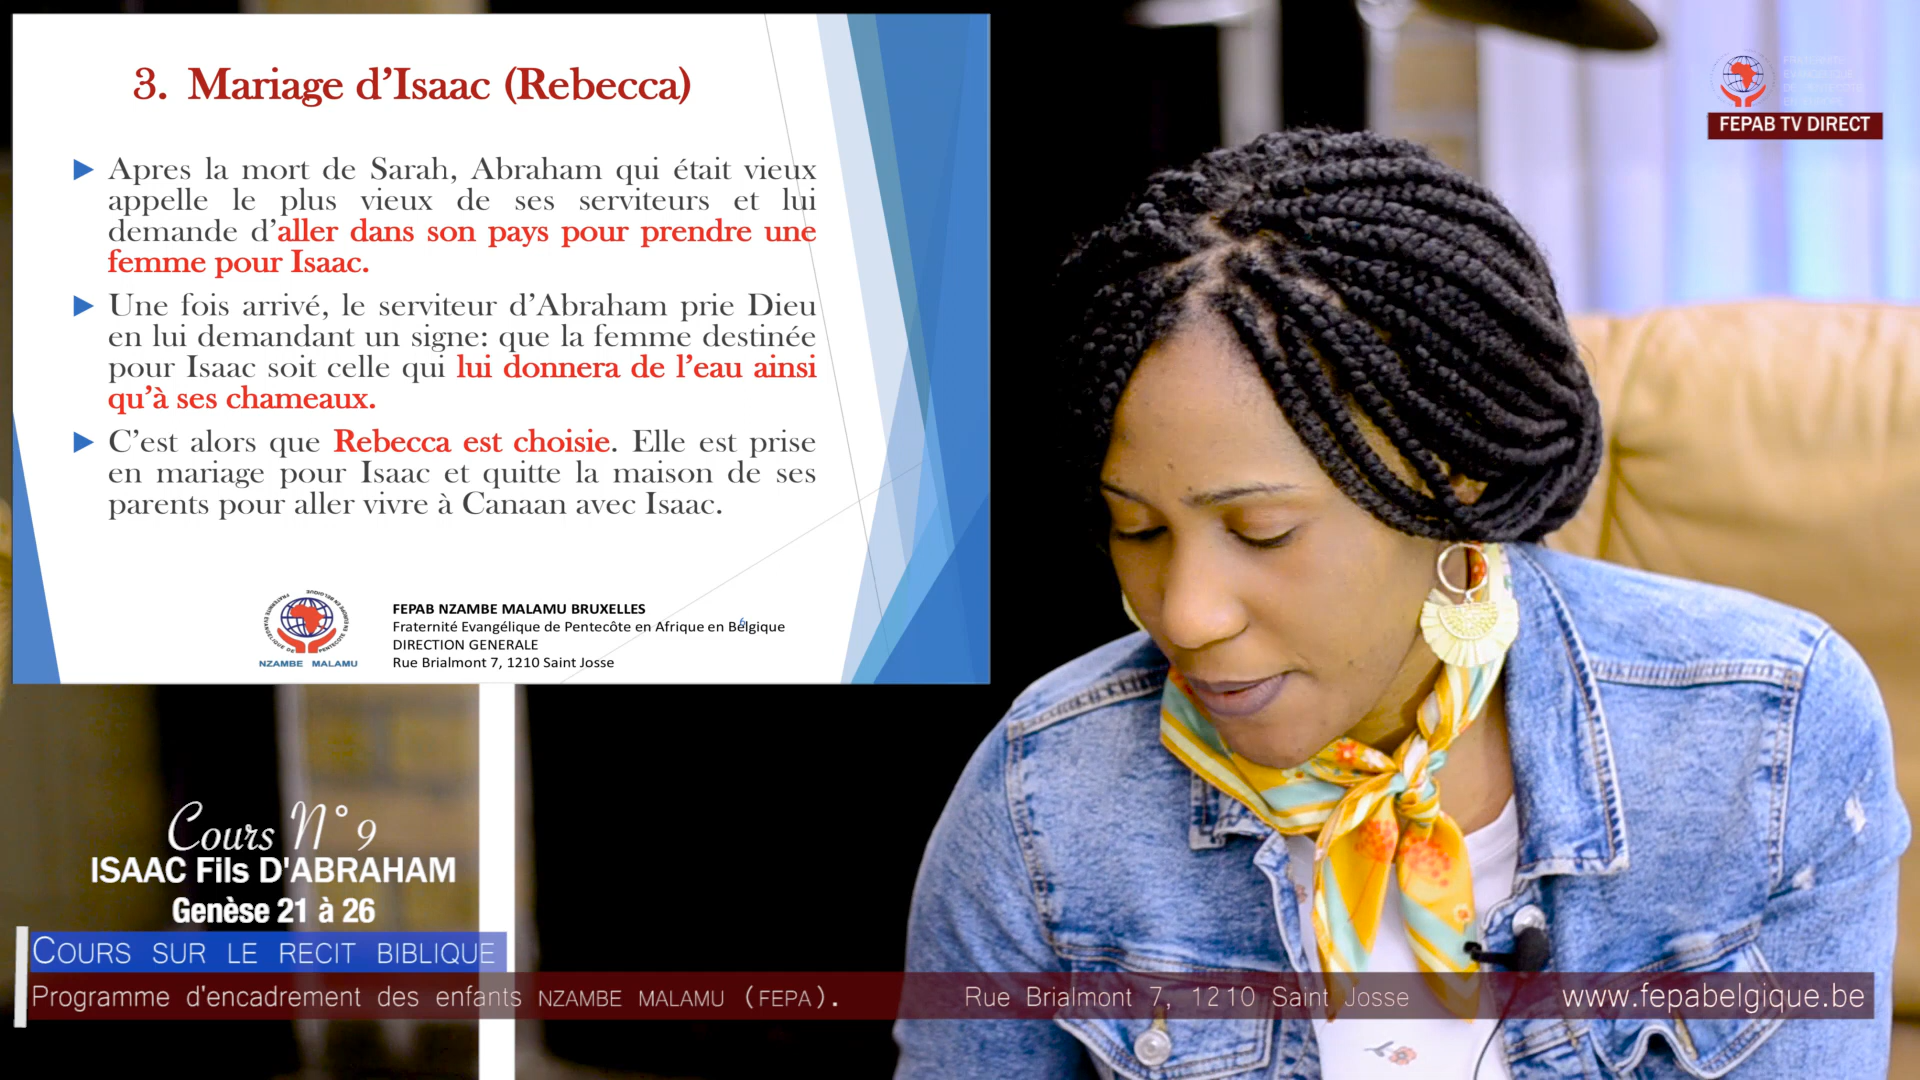 3. Mariage d’Isaac (Rebecca)
Apres la mort de Sarah, Abraham qui était vieux
appelle le plus vieux de ses serviteurs et lui
demande d’aller dans son pays pour prendre une
femme pour Isaac.
Une fois arrivé, le serviteur d’Abraham prie Dieu
en lui demandant un signe: que la femme destinée
pour Isaac soit celle qui lui donnera de l’eau ainsi
qu’à ses chameaux.
C’est alors que Rebecca est choisie. Elle est prise
en mariage pour Isaac et quitte la maison de ses
parents pour aller vivre à Canaan avec Isaac.
NZAMBE MALAMU
FEPAB NZAMBE MALAMU BRUXELLES
Fraternité Evangélique de Pentecôte en Afrique en Belgique
DIRECTION GENERALE
Rue Brialmont 7, 1210 Saint Josse
FEPAB TV DIRECT
Cours N° 9
ISAAC Fils D'ABRAHAM
Genèse 21 à 26
COURS SUR LE RECIT BIBLIQUE
Programme d'encadrement des enfants NZAMBE MALAMU (FEPA). Rue Brialmont 7, 1210 Saint Josse www.fepabelgique.be